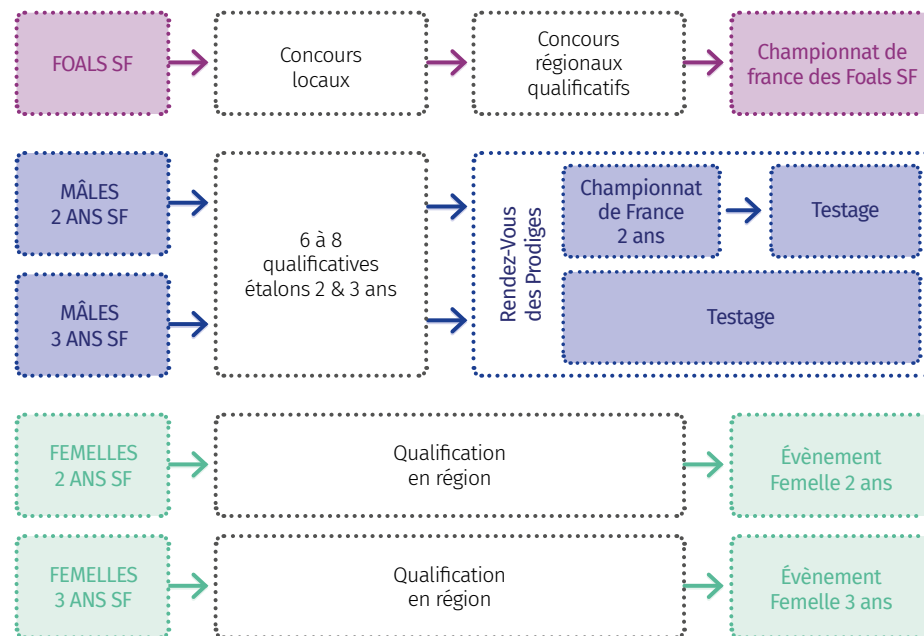 FOALS SF
Concours
locaux
Concours
régionaux
qualificatifs
Championnat de
france des Foals SF
MÂLES
2 ANS SF
MÂLES
3 ANS SF
6 à 8
qualificatives
étalons 2 & 3 ans
Rendez-Vous
des Prodiges
Championnat
de France
2 ans
Testage
Testage
FEMELLES
2 ANS SF
Qualification
en région
Évènement
Femelle 2 ans
FEMELLES
3 ANS SF
Qualification
en région
Évènement
Femelle 3 ans